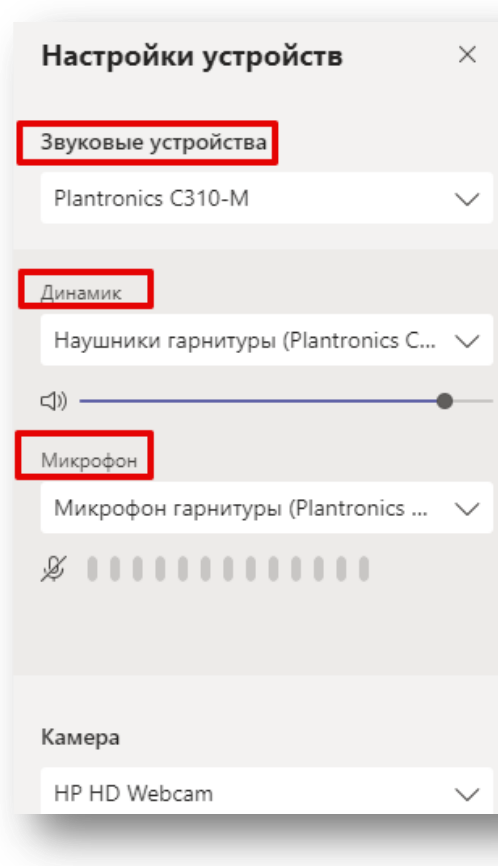 Настройки устройств
Звуковые устройства
Plantronics C310-M
Динамик
Наушники гарнитуры (Plantronics C...
Микрофон
Микрофон гарнитуры (Plantronics ...
Камера
HP HD Webcam